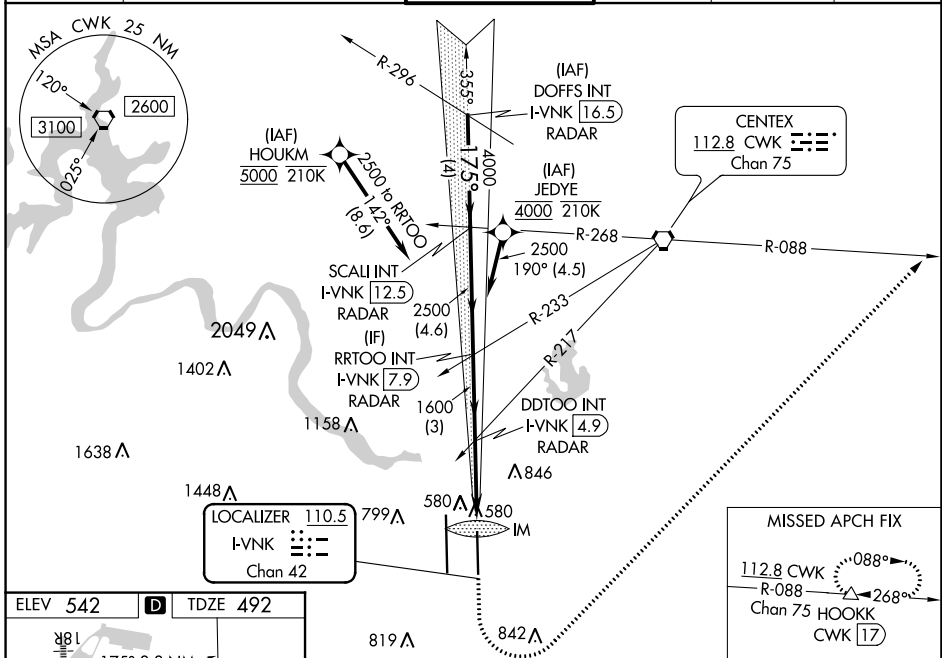 MSA CWK 25 NM
120°
2600
3100
025°
R-296
355°
(IAF)
DOFFS INT
I-VNK 16.5
RADAR
CENTEX
112.8 CWK
Chan 75
(IAF)
HOUKM
5000 210K
2500 to RRTOO
142°
(8.6)
175°
(4)
4000
(IAF)
JEDYE
4000 210K
R-268
R-088
2500
190° (4.5)
SCALI INT
I-VNK 12.5
RADAR
2500
(4.6)
R-233
R-217
(IF)
RRTOO INT
I-VNK 7.9
RADAR
1600
(3)
DDTOO INT
I-VNK 4.9
RADAR
2049
1402
1158
1638
846
1448
799
580
580
IM
LOCALIZER 110.5
I-VNK
Chan 42
MISSED APCH FIX
112.8 CWK
R-088
Chan 75
088°
268°
HOOKK
CWK 17
ELEV 542 D TDZE 492
18R
819
842